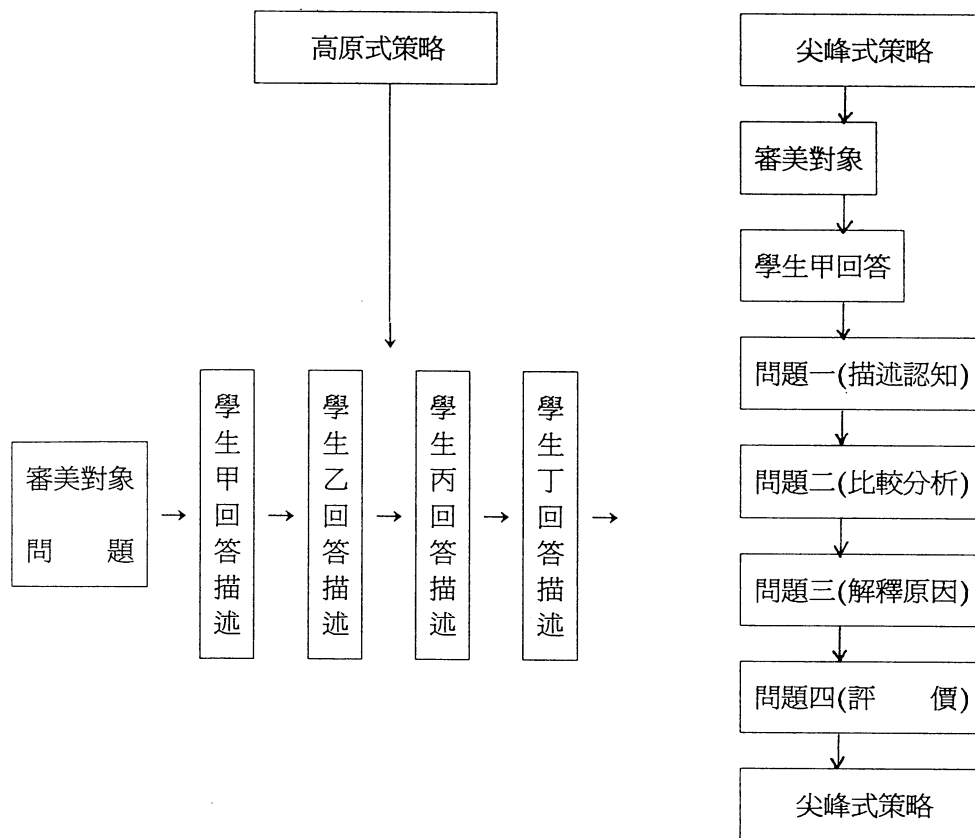 高原式策略
審美對象
問　　題
→
學生甲回答描述
→
學生乙回答描述
→
學生丙回答描述
→
學生丁回答描述
→
尖峰式策略
審美對象
學生甲回答
問題一(描述認知)
問題二(比較分析)
問題三(解釋原因)
問題四(評　　價)
尖峰式策略